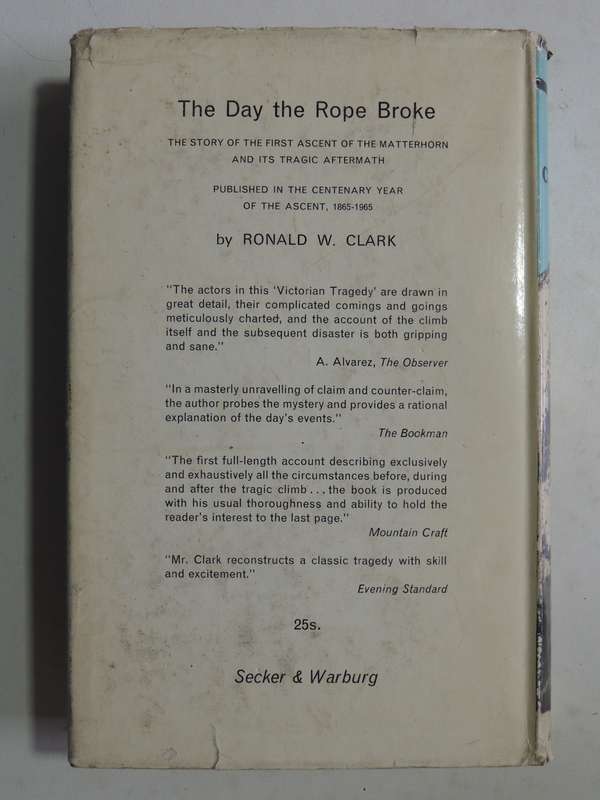 The Day the Rope Broke
THE STORY OF THE FIRST ASCENT OF THE MATTERHORN
AND ITS TRAGIC AFTERMATH
PUBLISHED IN THE CENTENARY YEAR
OF THE ASCENT, 1865-1965
by RONALD W. CLARK
"The actors in this 'Victorian Tragedy' are drawn in
great detail, their complicated comings and goings
meticulously charted, and the account of the climb
itself and the subsequent disaster is both gripping
and sane."
A. Alvarez, The Observer
"In a masterly unravelling of claim and counter-claim,
the author probes the mystery and provides a rational
explanation of the day's events."
The Bookman
"The first full-length account describing exclusively
and exhaustively all the circumstances before, during
and after the tragic climb... the book is produced
with his usual thoroughness and ability to hold the
reader's interest to the last page."
Mountain Craft
"Mr. Clark reconstructs a classic tragedy with skill
and excitement."
Evening Standard
25s.
Secker & Warburg